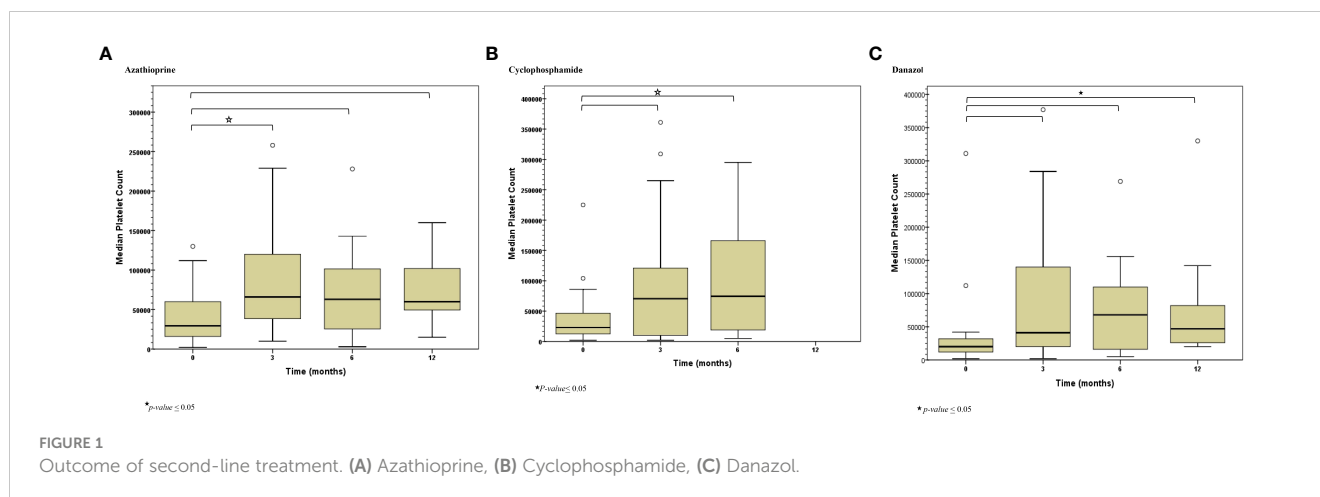 A
Azathioprine
300000
250000
200000
150000
100000
50000
0
Median Platelet Count
0 3 6 12
Time (months)
★p-value ≤ 0.05
B
Cyclophosphamide
400000
350000
300000
250000
200000
150000
100000
50000
0
Median Platelet Count
0 3 6 12
Time (months)
★P-value≤ 0.05
C
Danazol
400000
350000
300000
250000
200000
150000
100000
50000
0
Median Platelet Count
0 3 6 12
Time (months)
★ p-value ≤ 0.05
FIGURE 1
Outcome of second-line treatment. (A) Azathioprine, (B) Cyclophosphamide, (C) Danazol.